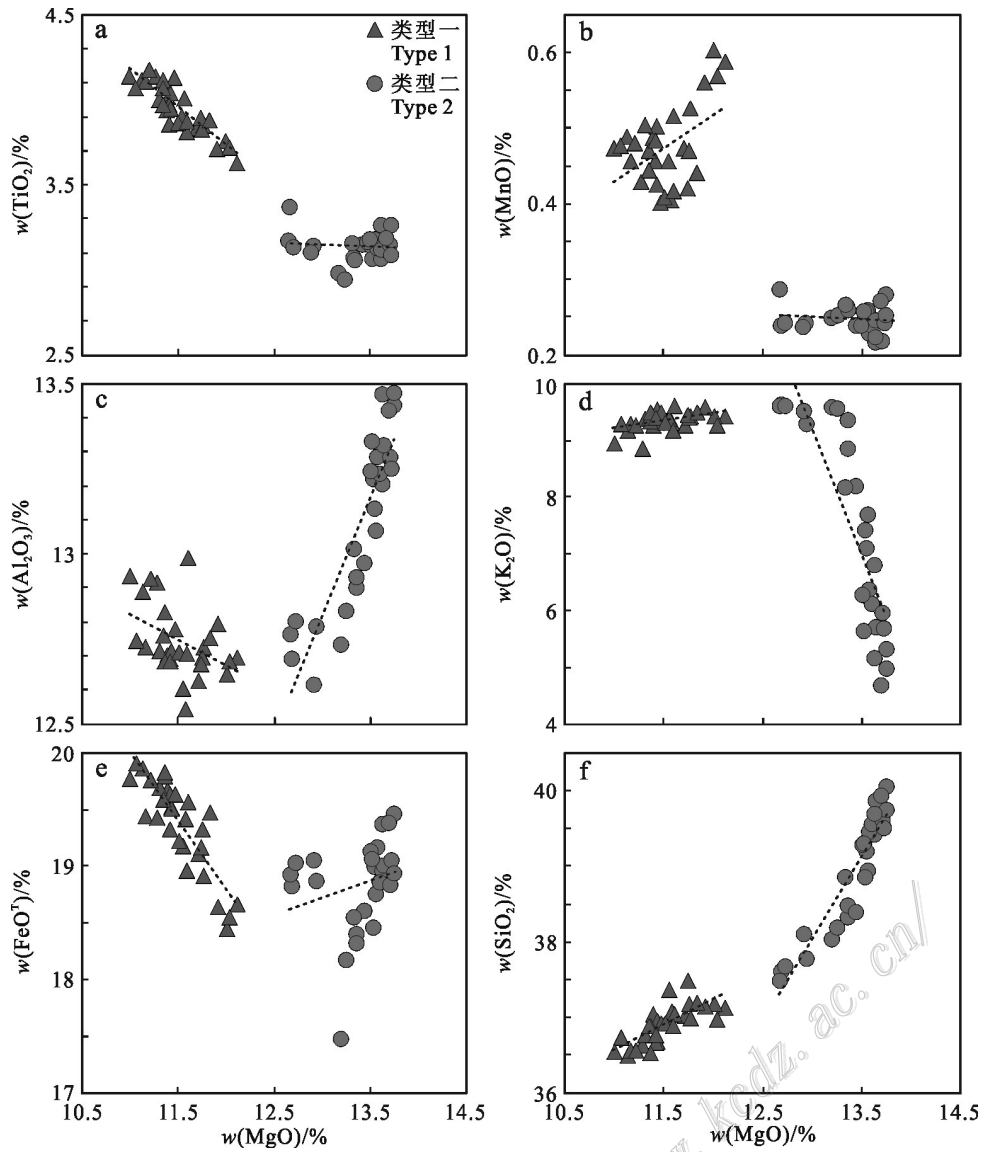 a
类型一
Type 1
类型二
Type 2
4.5
3.5
2.5
w(TiO₂)/%
b
0.6
0.4
0.2
w(MnO)/%
c
13.5
13
12.5
w(Al₂O₃)/%
d
10
8
6
4
w(K₂O)/%
e
20
19
18
17
w(FeOᵀ)/%
10.5 11.5 12.5 13.5 14.5
w(MgO)/%
f
40
38
36
w(SiO₂)/%
10.5 11.5 12.5 13.5 14.5
w(MgO)/%
kcdz.ac.cn/